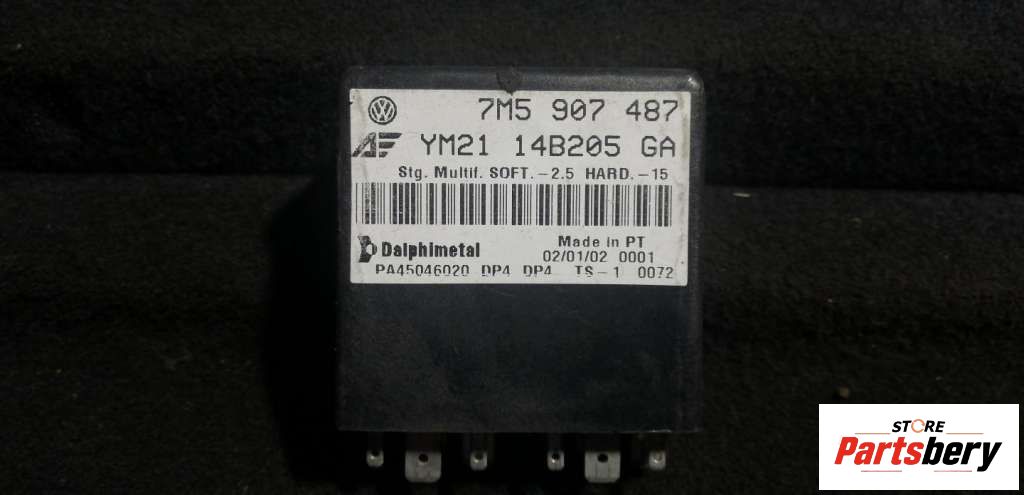 7M5 907 487
AF YM21 14B205 GA
Stg. Multif. SOFT.-2.5 HARD.-15
Dalphimetal
Made in PT
02/01/02 0001
PA45046020 DP4 DP4 TS-1 0072
STORE
Partsbery